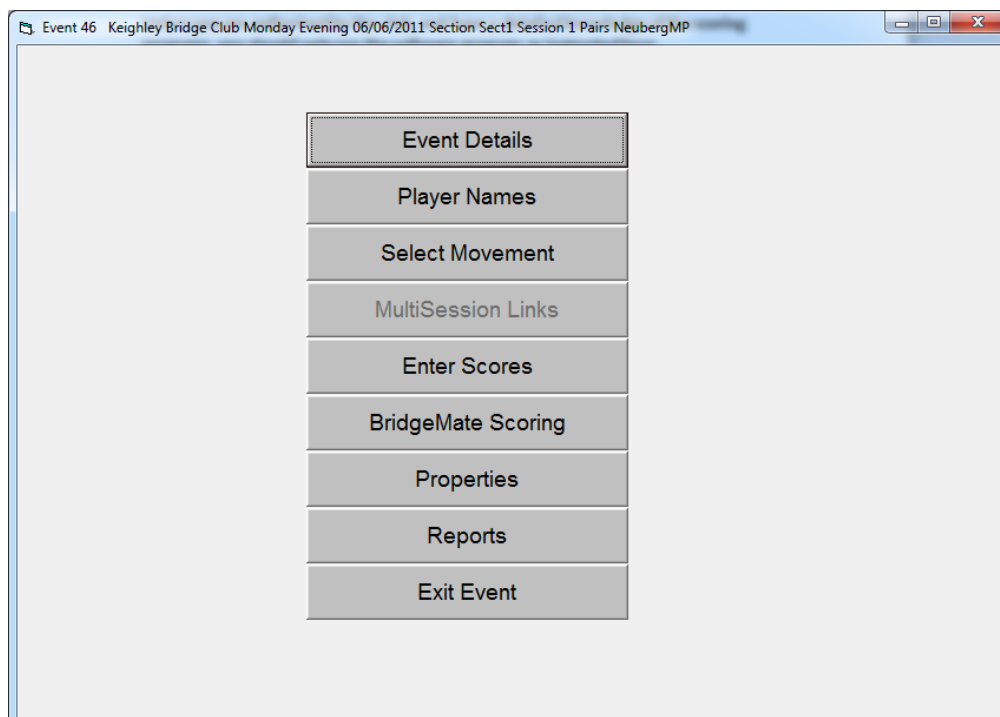 Event 46 Keighley Bridge Club Monday Evening 06/06/2011 Section Sect1 Session 1 Pairs NeubergMP
Event Details
Player Names
Select Movement
MultiSession Links
Enter Scores
BridgeMate Scoring
Properties
Reports
Exit Event